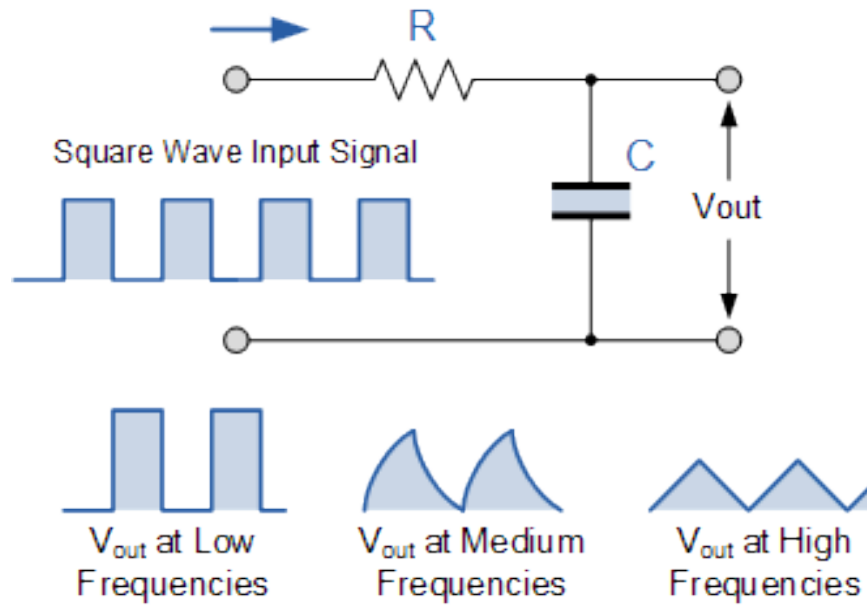 R
Square Wave Input Signal
C
Vout
Vout at Low
Frequencies
Vout at Medium
Frequencies
Vout at High
Frequencies